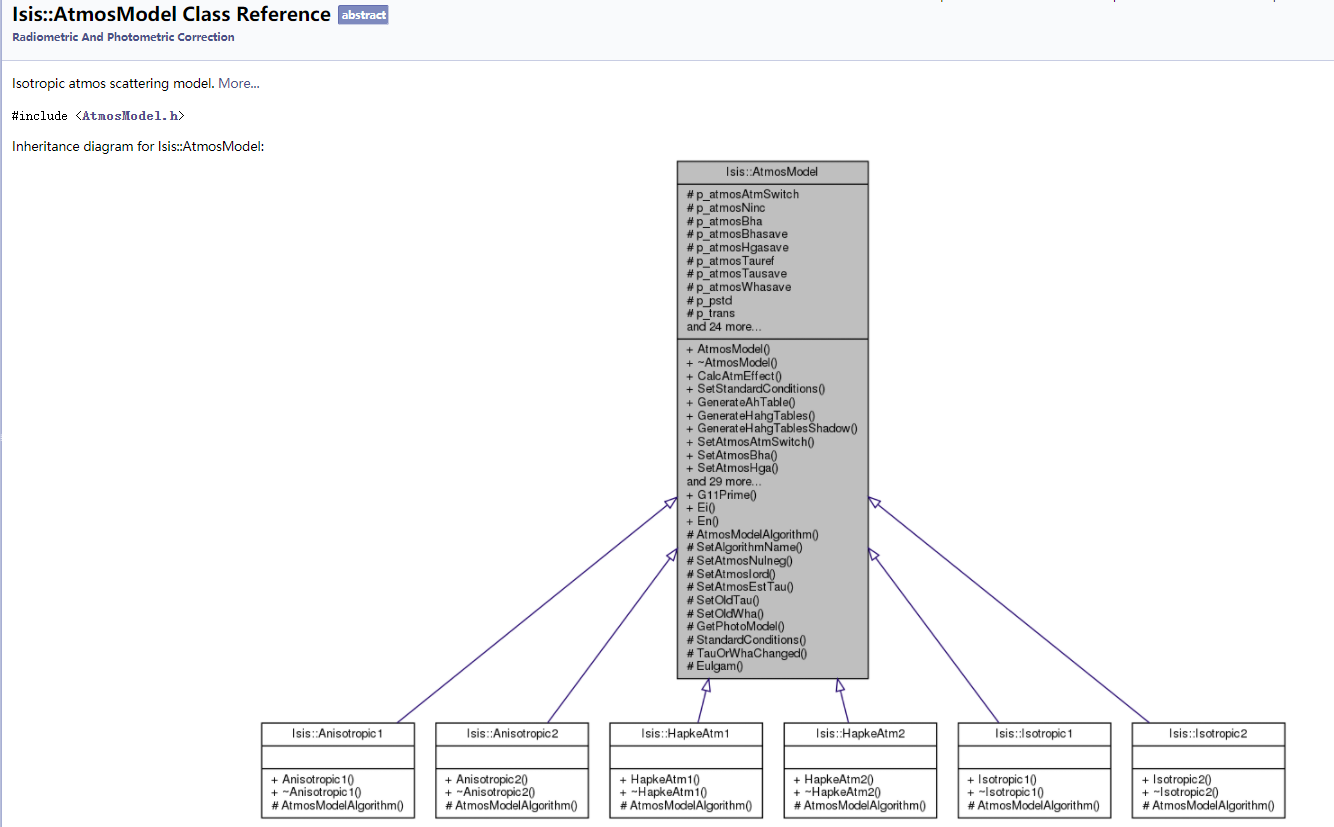 Isis::AtmosModel Class Reference abstract
Radiometric And Photometric Correction
Isotropic atmos scattering model. More...
#include <AtmosModel.h>
Inheritance diagram for Isis::AtmosModel:
Isis::AtmosModel
# p_atmosAtmSwitch
# p_atmosNinc
# p_atmosBha
# p_atmosBhasave
# p_atmosHgasave
# p_atmosTauref
# p_atmosTausave
# p_atmosWhasave
# p_pstd
# p_trans
and 24 more...
+ AtmosModel()
+ ~AtmosModel()
+ CalcAtmEffect()
+ SetStandardConditions()
+ GenerateAhTable()
+ GenerateHahgTables()
+ GenerateHahgTablesShadow()
+ SetAtmosAtmSwitch()
+ SetAtmosBha()
+ SetAtmosHga()
and 29 more...
+ G11Prime()
+ Ei()
+ En()
# AtmosModelAlgorithm()
# SetAlgorithmName()
# SetAtmosNulneg()
# SetAtmosIord()
# SetAtmosEstTau()
# SetOldTau()
# SetOldWha()
# GetPhotoModel()
# StandardConditions()
# TauOrWhaChanged()
# Eulgam()
Isis::Anisotropic1
+ Anisotropic1()
+ ~Anisotropic1()
# AtmosModelAlgorithm()
Isis::Anisotropic2
+ Anisotropic2()
+ ~Anisotropic2()
# AtmosModelAlgorithm()
Isis::HapkeAtm1
+ HapkeAtm1()
+ ~HapkeAtm1()
# AtmosModelAlgorithm()
Isis::HapkeAtm2
+ HapkeAtm2()
+ ~HapkeAtm2()
# AtmosModelAlgorithm()
Isis::Isotropic1
+ Isotropic1()
+ ~Isotropic1()
# AtmosModelAlgorithm()
Isis::Isotropic2
+ Isotropic2()
+ ~Isotropic2()
# AtmosModelAlgorithm()